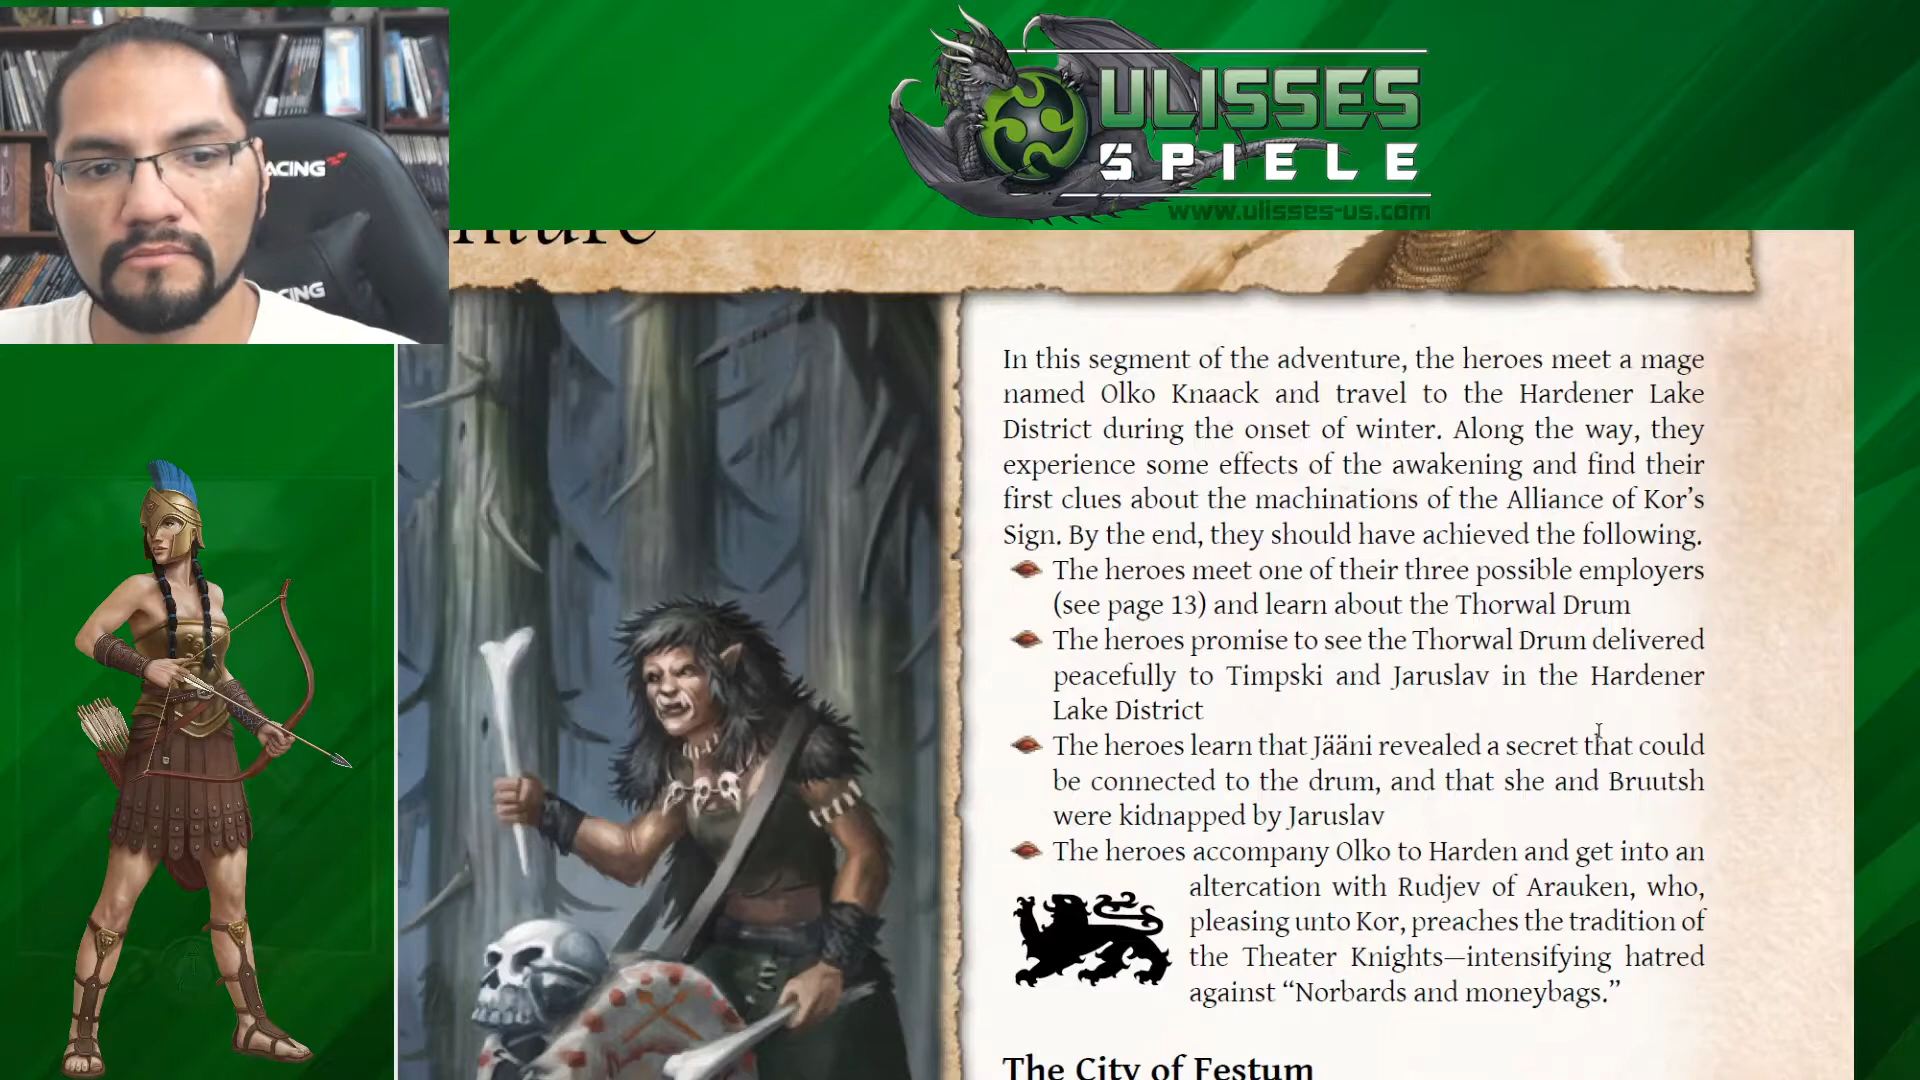 ACING
CING
ULISSES
SPIELE
www.ulisses-us.com
nture
In this segment of the adventure, the heroes meet a mage
named Olko Knaack and travel to the Hardener Lake
District during the onset of winter. Along the way, they
experience some effects of the awakening and find their
first clues about the machinations of the Alliance of Kor’s
Sign. By the end, they should have achieved the following.
The heroes meet one of their three possible employers
(see page 13) and learn about the Thorwal Drum
The heroes promise to see the Thorwal Drum delivered
peacefully to Timpski and Jaruslav in the Hardener
Lake District
The heroes learn that Jääni revealed a secret that could
be connected to the drum, and that she and Bruutsh
were kidnapped by Jaruslav
The heroes accompany Olko to Harden and get into an
altercation with Rudjev of Arauken, who,
pleasing unto Kor, preaches the tradition of
the Theater Knights—intensifying hatred
against “Norbards and moneybags.”
The City of Festum